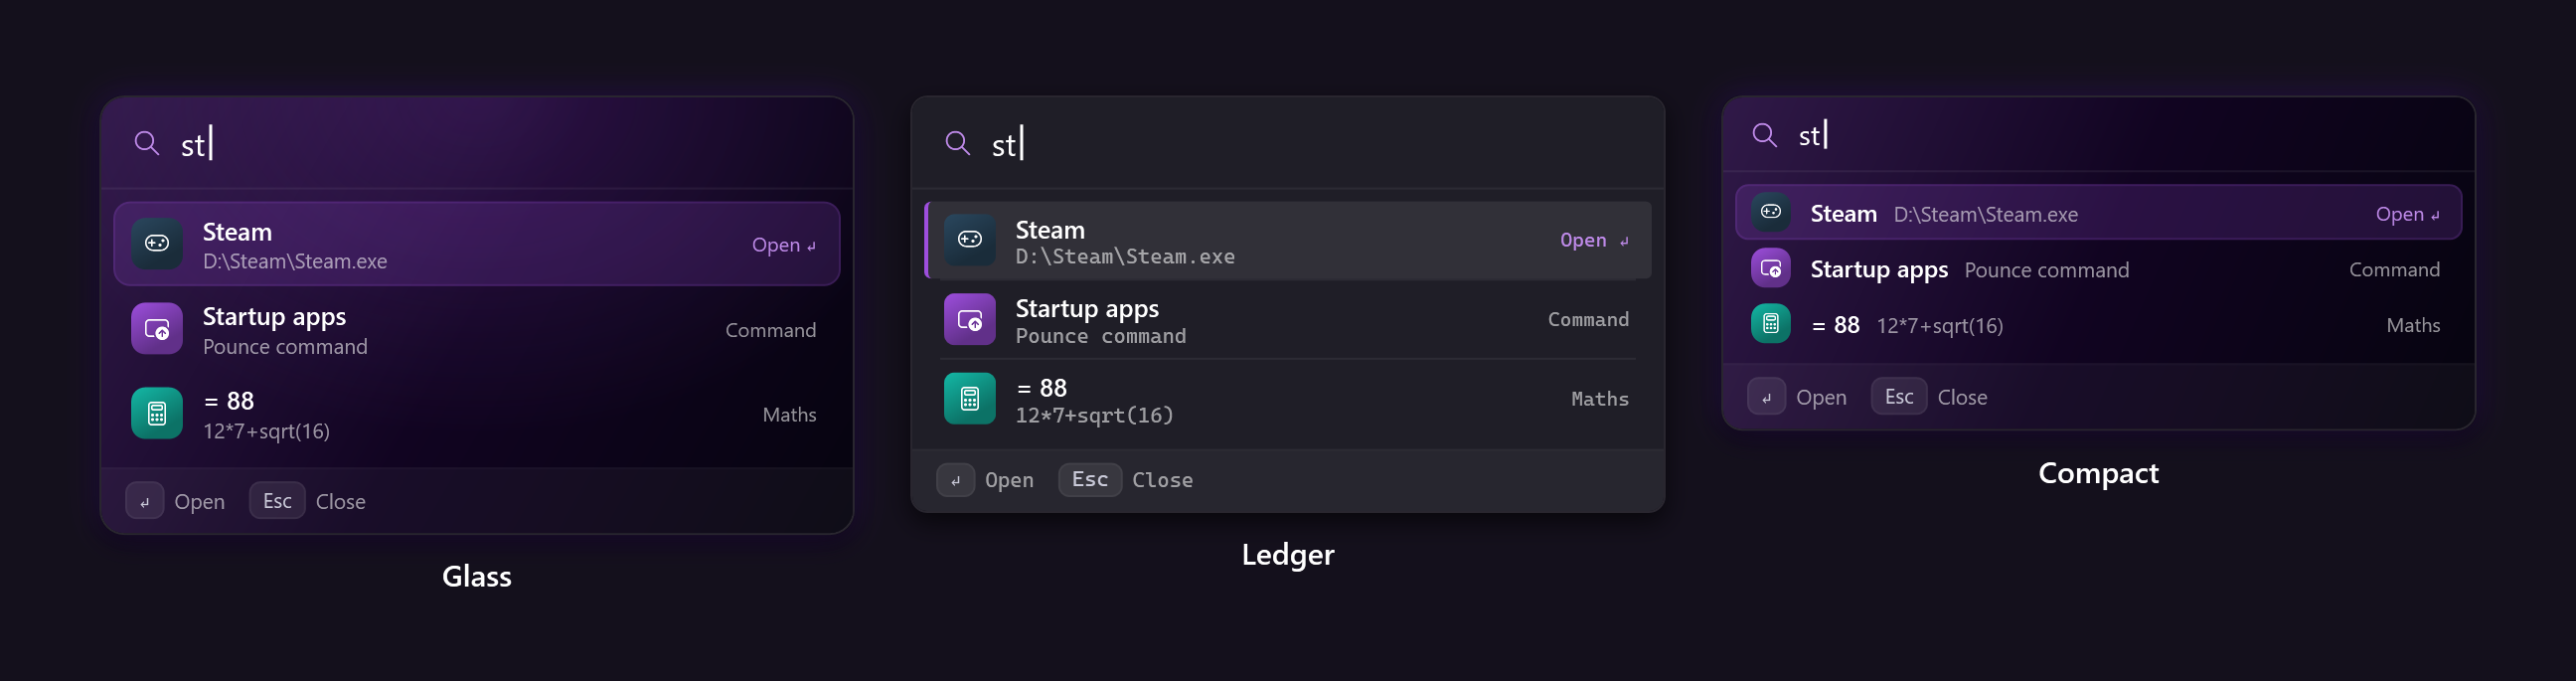 st
Steam
D:\Steam\Steam.exe
Open ↵
Startup apps
Pounce command
Command
= 88
12*7+sqrt(16)
Maths
↵ Open Esc Close
Glass
st
Steam
D:\Steam\Steam.exe
Open ↵
Startup apps
Pounce command
Command
= 88
12*7+sqrt(16)
Maths
↵ Open Esc Close
Ledger
st
Steam D:\Steam\Steam.exe Open ↵
Startup apps Pounce command Command
= 88 12*7+sqrt(16) Maths
↵ Open Esc Close
Compact